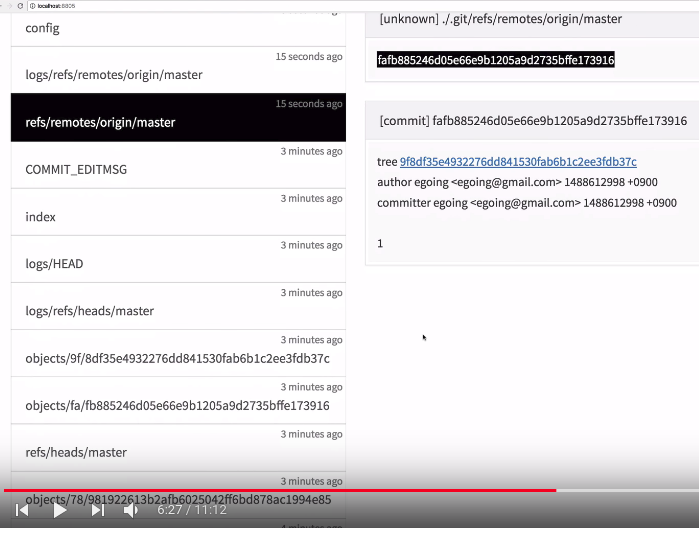 localhost:6805
config
15 seconds ago
logs/refs/remotes/origin/master
15 seconds ago
refs/remotes/origin/master
3 minutes ago
COMMIT_EDITMSG
3 minutes ago
index
3 minutes ago
logs/HEAD
3 minutes ago
logs/refs/heads/master
3 minutes ago
objects/9f/8df35e4932276dd841530fab6b1c2ee3fdb37c
3 minutes ago
objects/fa/fb885246d05e66e9b1205a9d2735bffe173916
3 minutes ago
refs/heads/master
3 minutes ago
objects/78/981922613b2afb6025042ff6bd878ac1994e85
6:27 / 11:12
[unknown] ./.git/refs/remotes/origin/master
fafb885246d05e66e9b1205a9d2735bffe173916
[commit] fafb885246d05e66e9b1205a9d2735bffe173916
tree 9f8df35e4932276dd841530fab6b1c2ee3fdb37c
author egoing <egoing@gmail.com> 1488612998 +0900
committer egoing <egoing@gmail.com> 1488612998 +0900
1